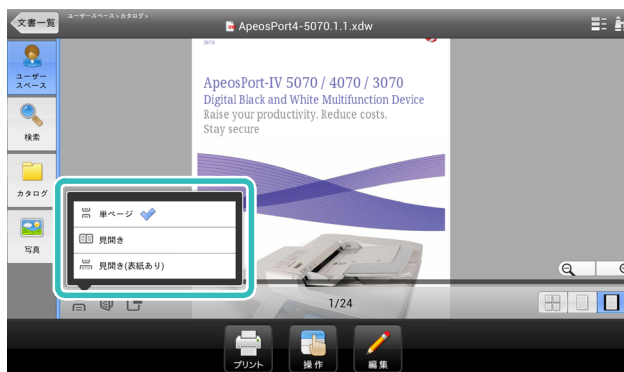 文書一覧
ユーザースペース>カタログ>
ApeosPort4-5070.1.1.xdw
ユーザー
スペース
検索
カタログ
写真
3070
ApeosPort-IV 5070 / 4070 / 3070
Digital Black and White Multifunction Device
Raise your productivity. Reduce costs.
Stay secure
単ページ
見開き
見開き(表紙あり)
1/24
プリント
操作
編集